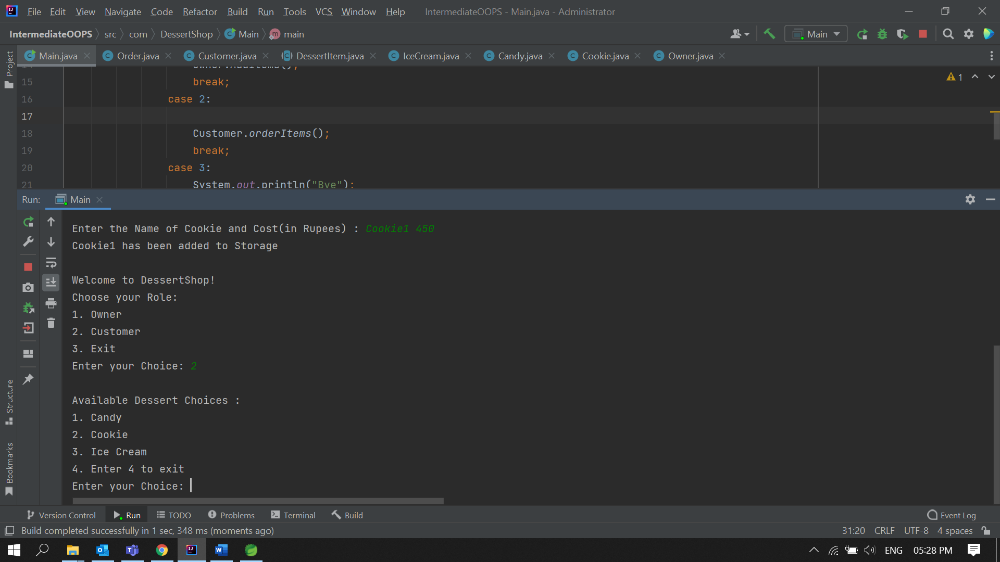 File Edit View Navigate Code Refactor Build Run Tools VCS Window Help IntermediateOOPS - Main.java - Administrator
IntermediateOOPS src com DessertShop Main main Main
Main.java Order.java Customer.java DessertItem.java IceCream.java Candy.java Cookie.java Owner.java
Project
1
15 break;
16 case 2:
17
18 Customer.orderItems();
19 break;
20 case 3:
21 System.out.println("Bye");
Run: Main
Enter the Name of Cookie and Cost(in Rupees) : Cookie1 450
Cookie1 has been added to Storage
Welcome to DessertShop!
Choose your Role:
1. Owner
2. Customer
3. Exit
Enter your Choice: 2
Available Dessert Choices :
1. Candy
2. Cookie
3. Ice Cream
4. Enter 4 to exit
Enter your Choice:
Structure
Bookmarks
Version Control Run TODO Problems Terminal Build Event Log
Build completed successfully in 1 sec, 348 ms (moments ago) 31:20 CRLF UTF-8 4 spaces
ENG 05:28 PM